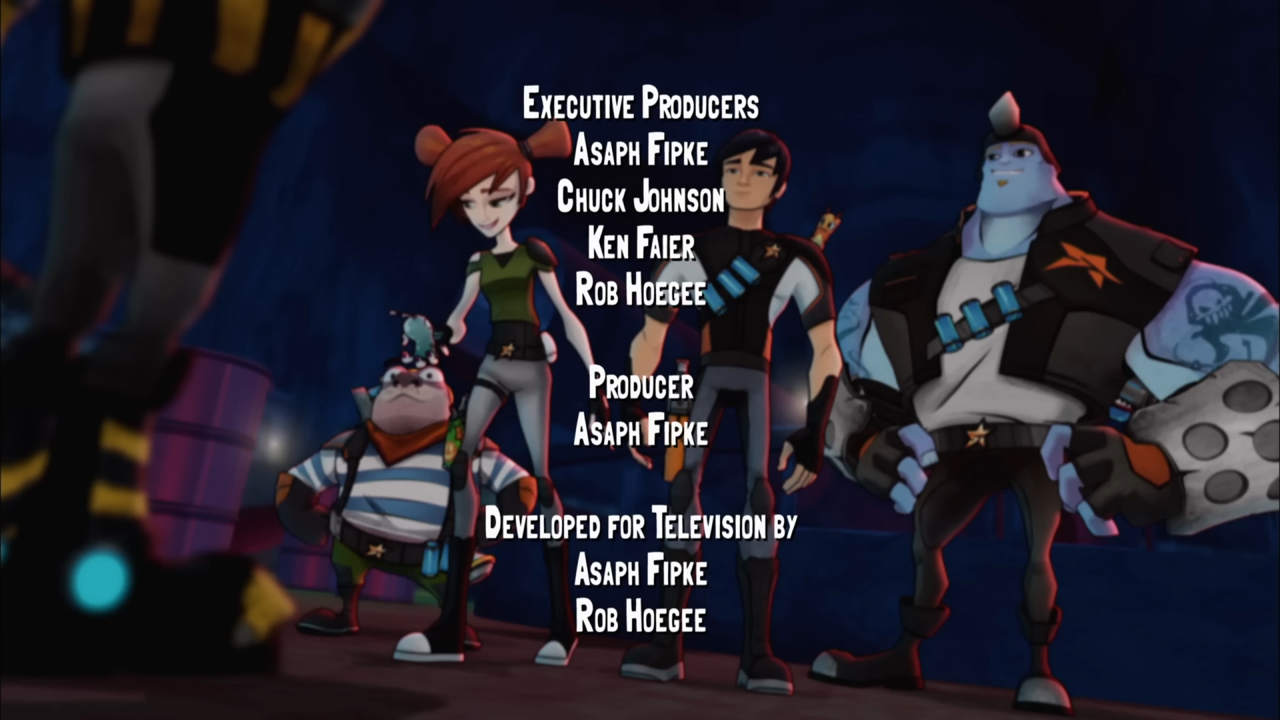 Executive Producers
Asaph Fipke
Chuck Johnson
Ken Faier
Rob Hoegee
Producer
Asaph Fipke
Developed for Television by
Asaph Fipke
Rob Hoegee